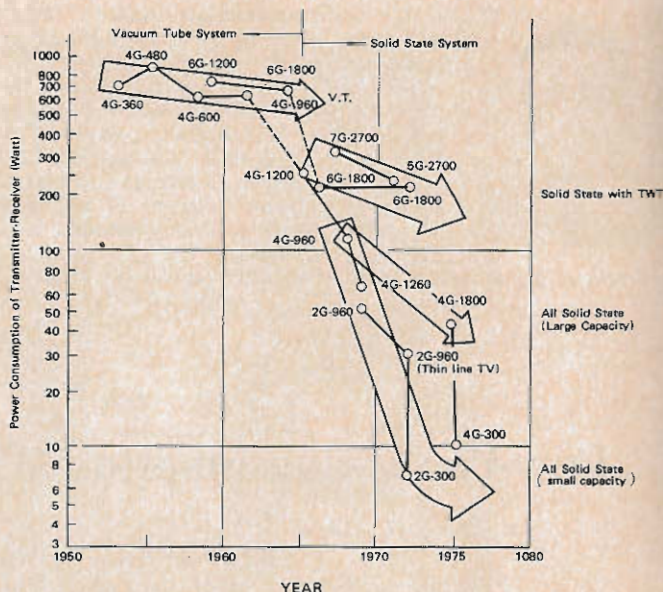 Vacuum Tube System
Solid State System
Power Consumption of Transmitter-Receiver (Watt)
1000
800
700
600
500
400
300
200
100
80
60
50
40
30
20
10
8
6
5
4
3
4G-480
6G-1200
6G-1800
4G-360
4G-600
4G-960
V.T.
7G-2700
5G-2700
4G-1200
6G-1800
6G-1800
Solid State with TWT
4G-960
4G-1260
4G-1800
2G-960
All Solid State
(Large Capacity)
2G-960
(Thin line TV)
4G-300
2G-300
All Solid State
( small capacity )
1950
1960
1970
1975
1080
YEAR